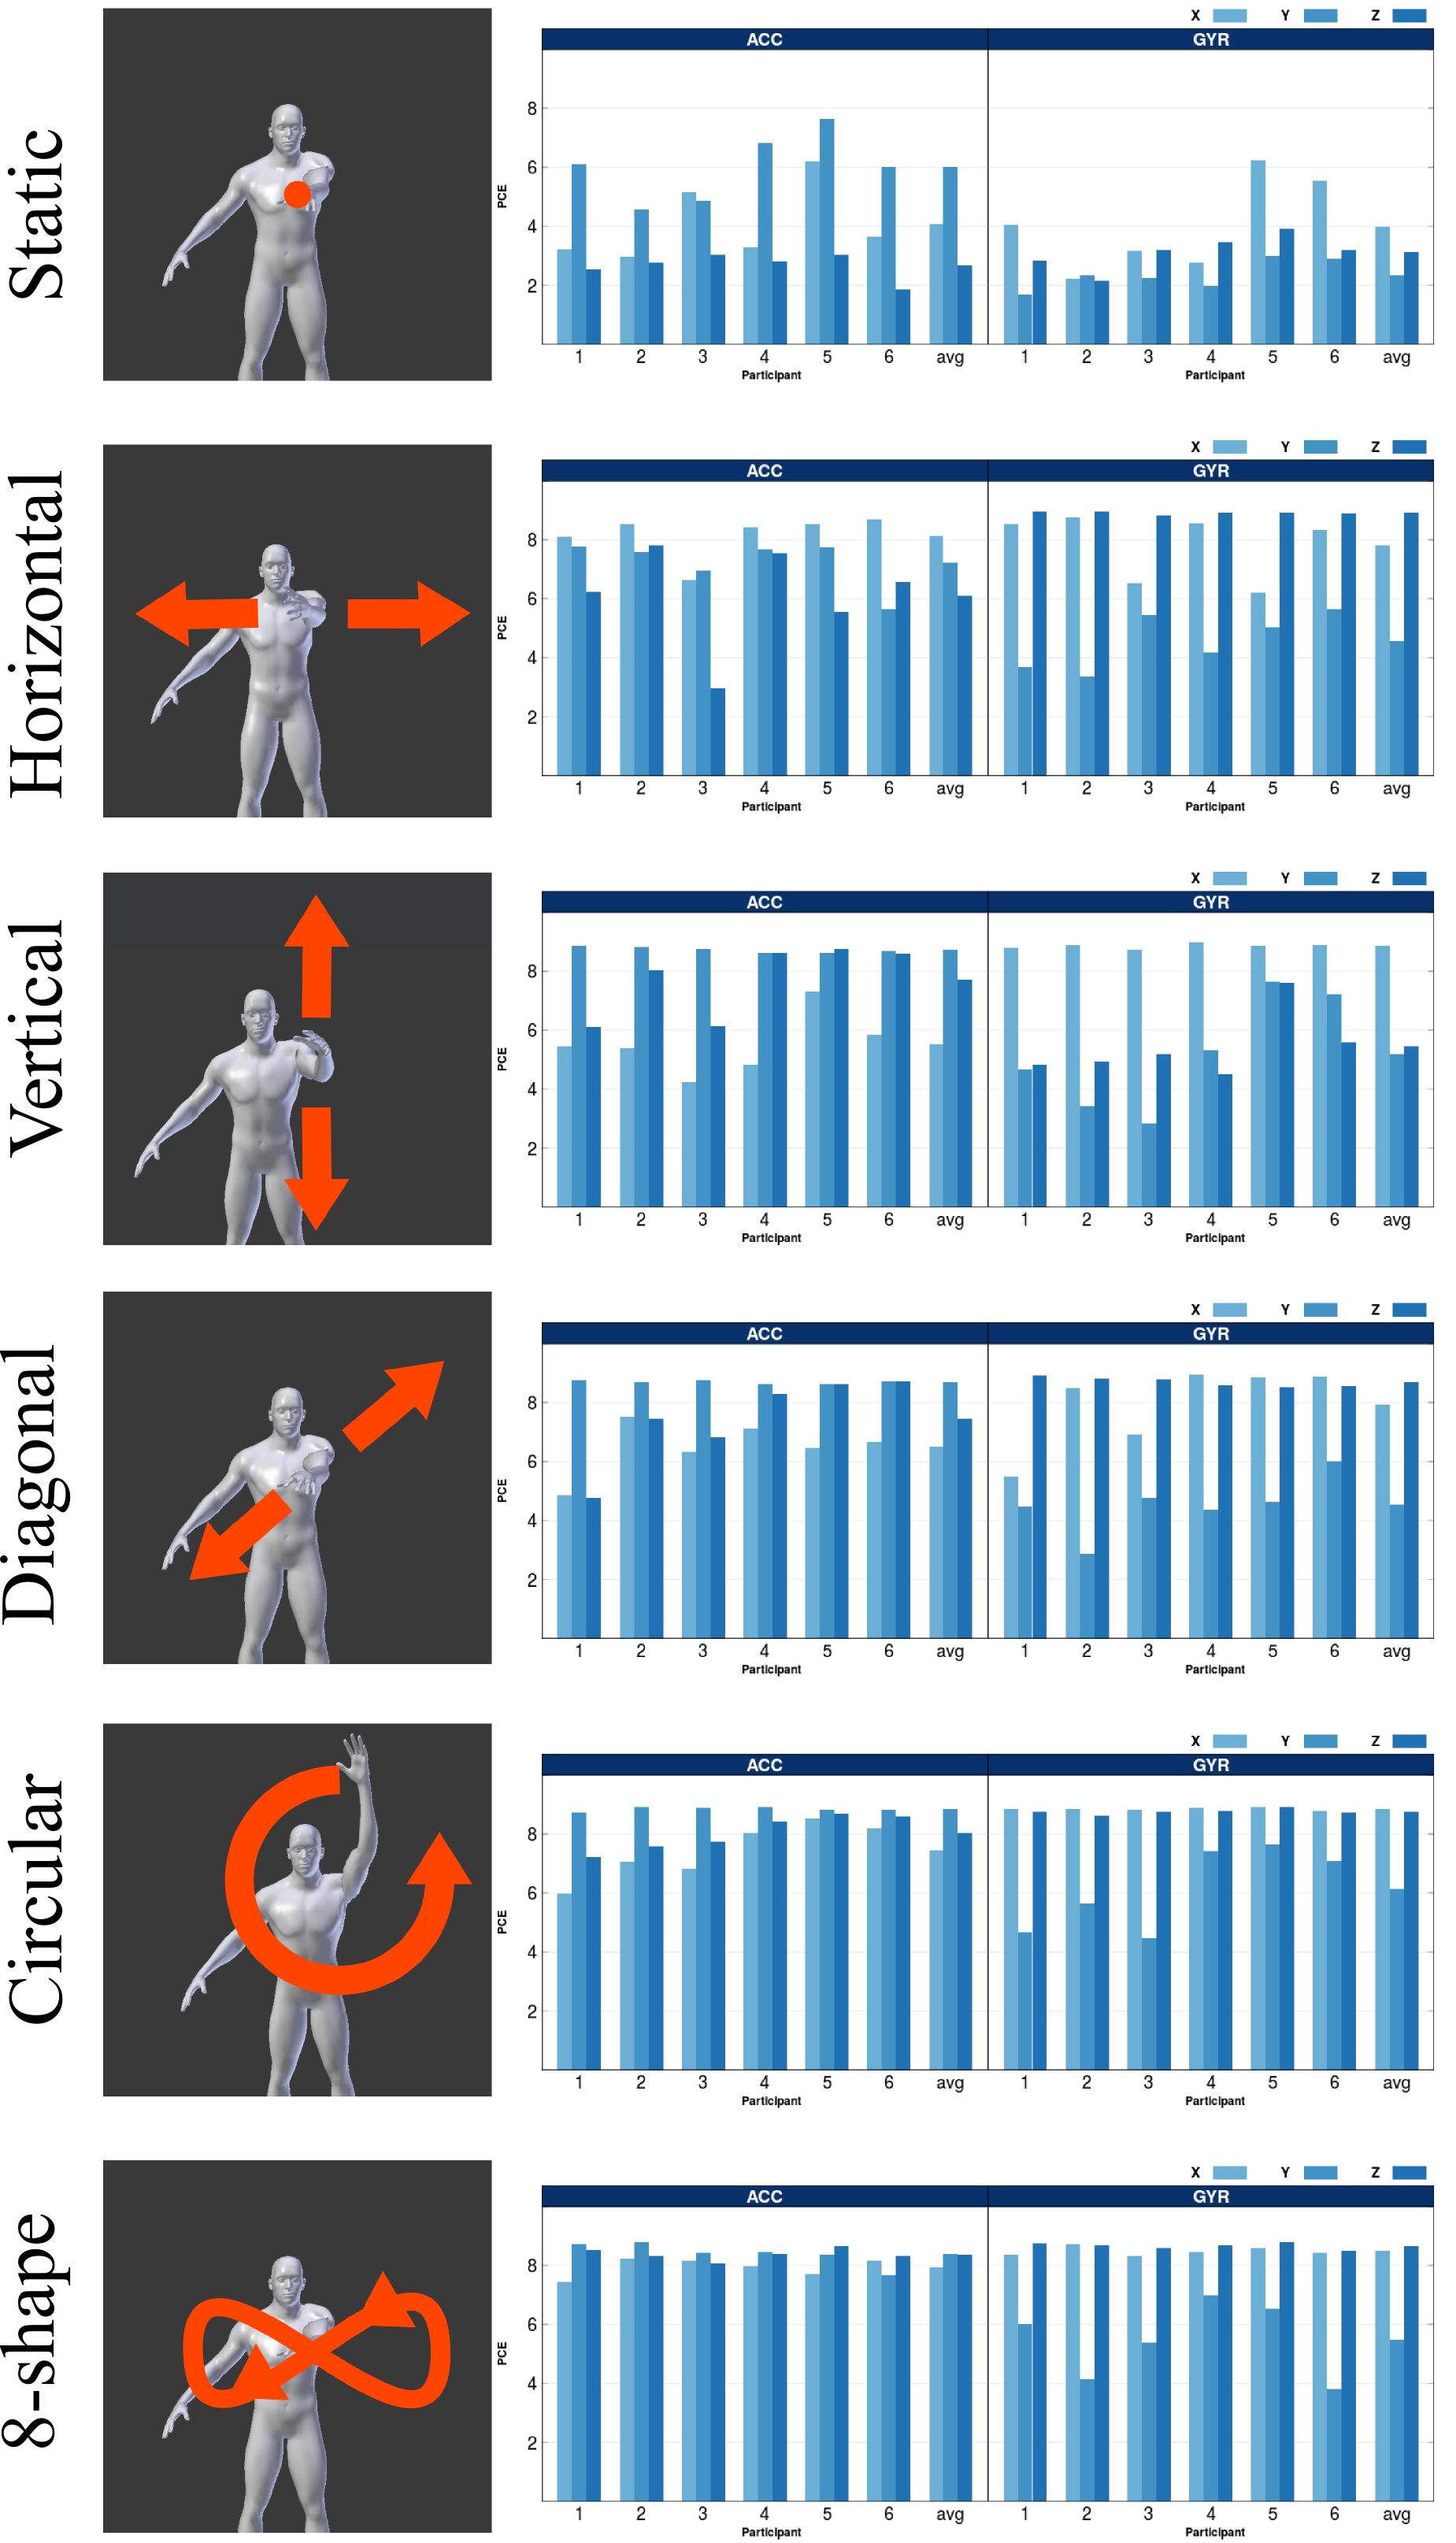 Static
X Y Z
ACC GYR
PCE
8
6
4
2
1 2 3 4 5 6 avg 1 2 3 4 5 6 avg
Participant Participant
Horizontal
X Y Z
ACC GYR
PCE
8
6
4
2
1 2 3 4 5 6 avg 1 2 3 4 5 6 avg
Participant Participant
Vertical
X Y Z
ACC GYR
PCE
8
6
4
2
1 2 3 4 5 6 avg 1 2 3 4 5 6 avg
Participant Participant
Diagonal
X Y Z
ACC GYR
PCE
8
6
4
2
1 2 3 4 5 6 avg 1 2 3 4 5 6 avg
Participant Participant
Circular
X Y Z
ACC GYR
PCE
8
6
4
2
1 2 3 4 5 6 avg 1 2 3 4 5 6 avg
Participant Participant
8-shape
X Y Z
ACC GYR
PCE
8
6
4
2
1 2 3 4 5 6 avg 1 2 3 4 5 6 avg
Participant Participant